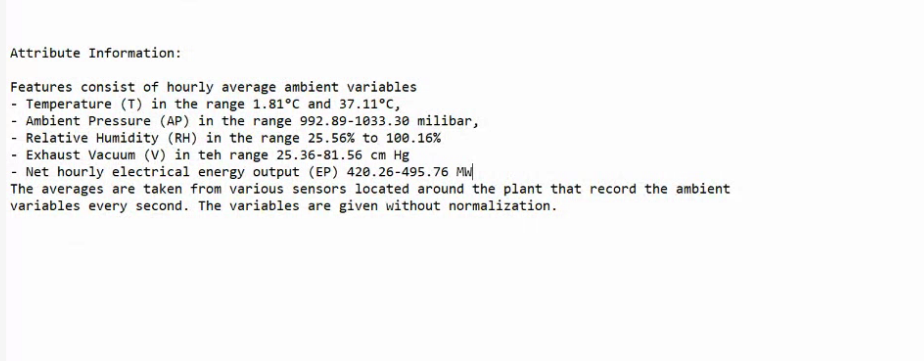 Attribute Information:
Features consist of hourly average ambient variables
- Temperature (T) in the range 1.81°C and 37.11°C,
- Ambient Pressure (AP) in the range 992.89-1033.30 milibar,
- Relative Humidity (RH) in the range 25.56% to 100.16%
- Exhaust Vacuum (V) in teh range 25.36-81.56 cm Hg
- Net hourly electrical energy output (EP) 420.26-495.76 MW
The averages are taken from various sensors located around the plant that record the ambient
variables every second. The variables are given without normalization.